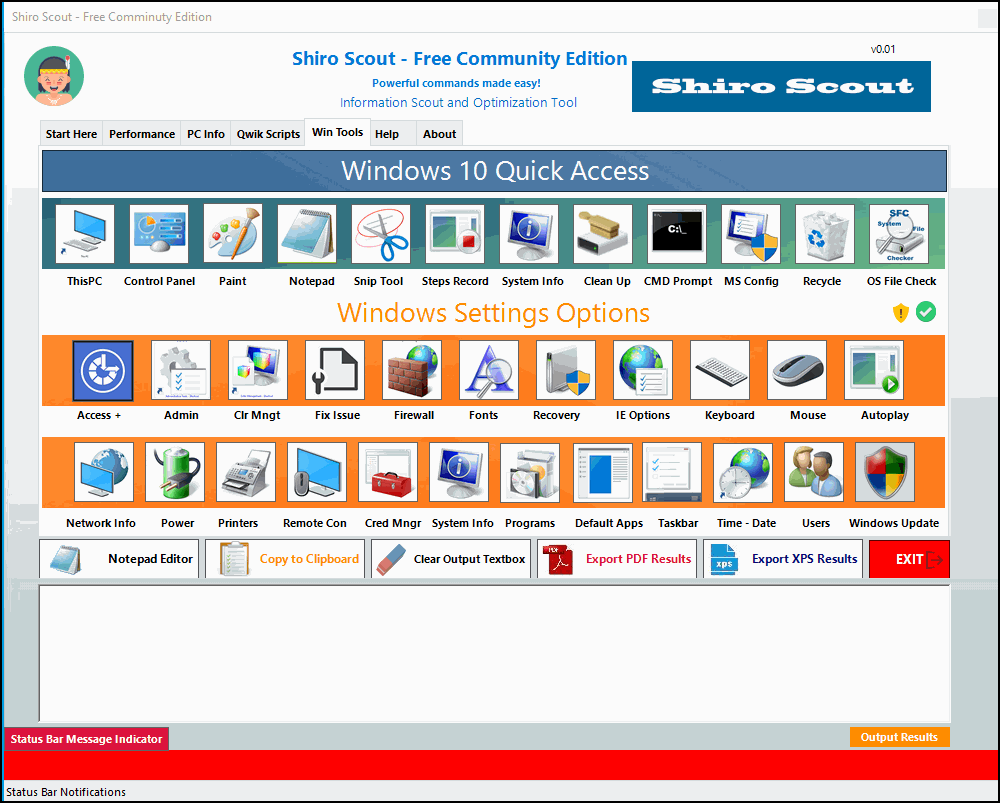 Shiro Scout - Free Comminuty Edition
v0.01
Shiro Scout - Free Community Edition
Powerful commands made easy!
Information Scout and Optimization Tool
Shiro Scout
Start Here Performance PC Info Qwik Scripts Win Tools Help About
Windows 10 Quick Access
C:\_
SFC
System File
Checker
ThisPC Control Panel Paint Notepad Snip Tool Steps Record System Info Clean Up CMD Prompt MS Config Recycle OS File Check
Windows Settings Options
Access + Admin Clr Mngt Fix Issue Firewall Fonts Recovery IE Options Keyboard Mouse Autoplay
Network Info Power Printers Remote Con Cred Mngr System Info Programs Default Apps Taskbar Time - Date Users Windows Update
Notepad Editor Copy to Clipboard Clear Output Textbox PDF Export PDF Results xps Export XPS Results EXIT
Status Bar Message Indicator Output Results
Status Bar Notifications